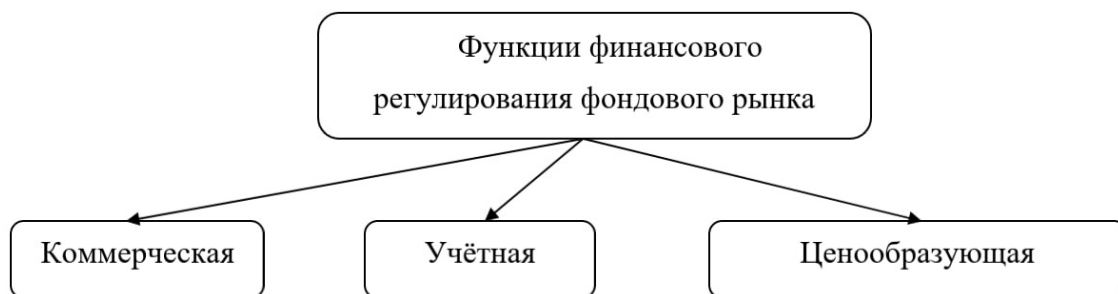 Функции финансового
регулирования фондового рынка
Коммерческая
Учётная
Ценообразующая